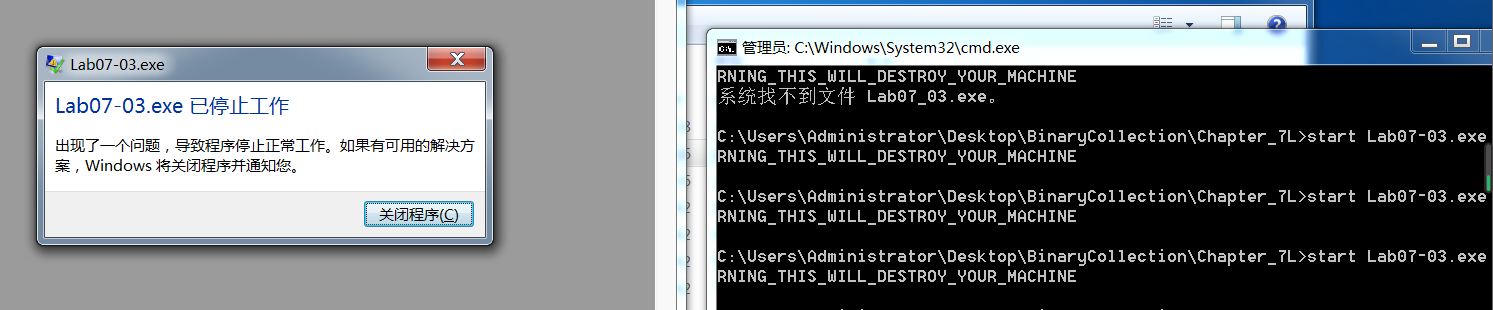 Lab07-03.exe
Lab07-03.exe 已停止工作
出现了一个问题，导致程序停止正常工作。如果有可用的解决方
案，Windows 将关闭程序并通知您。
关闭程序(C)
管理员: C:\Windows\System32\cmd.exe
RNING_THIS_WILL_DESTROY_YOUR_MACHINE
系统找不到文件 Lab07_03.exe。
C:\Users\Administrator\Desktop\BinaryCollection\Chapter_7L>start Lab07-03.exe
RNING_THIS_WILL_DESTROY_YOUR_MACHINE
C:\Users\Administrator\Desktop\BinaryCollection\Chapter_7L>start Lab07-03.exe
RNING_THIS_WILL_DESTROY_YOUR_MACHINE
C:\Users\Administrator\Desktop\BinaryCollection\Chapter_7L>start Lab07-03.exe
RNING_THIS_WILL_DESTROY_YOUR_MACHINE